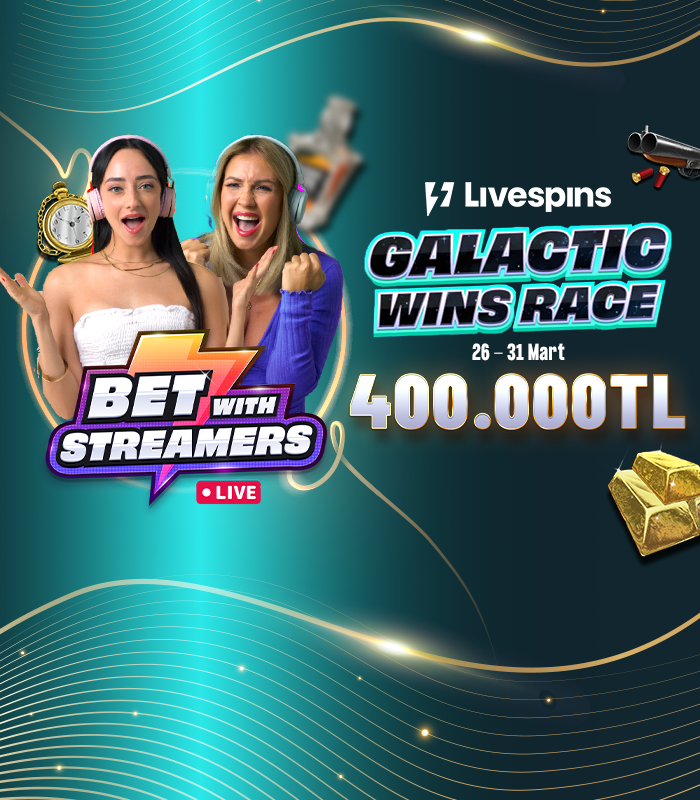 Livespins
GALACTIC
WINS RACE
26 – 31 Mart
400.000TL
BET WITH
STREAMERS
LIVE